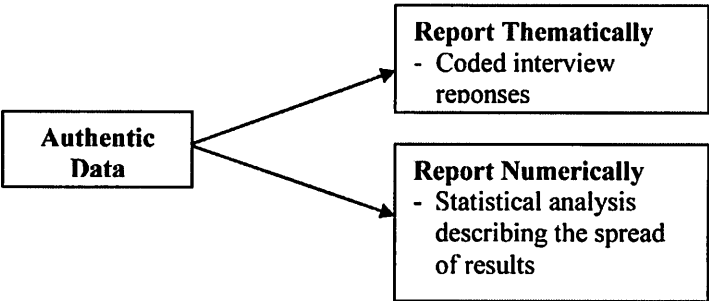 Authentic
Data
Report Thematically
- Coded interview
reponses
Report Numerically
- Statistical analysis
describing the spread
of results